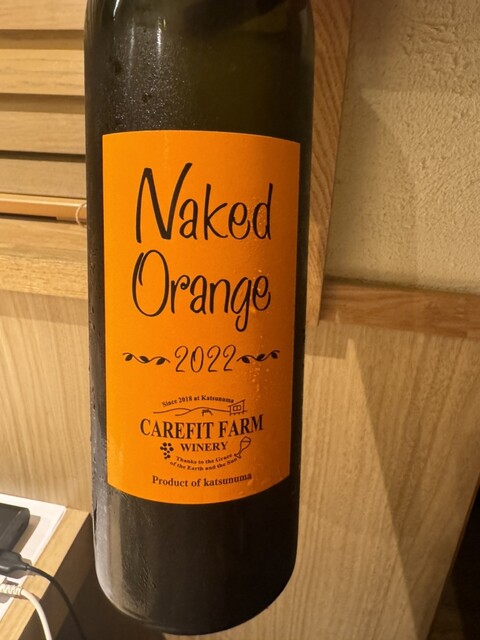 Naked
Orange
2022
Since 2018 at Katsunuma
CAREFIT FARM
WINERY
Thanks to the Grace
of the Earth and the Sun
Product of katsunuma